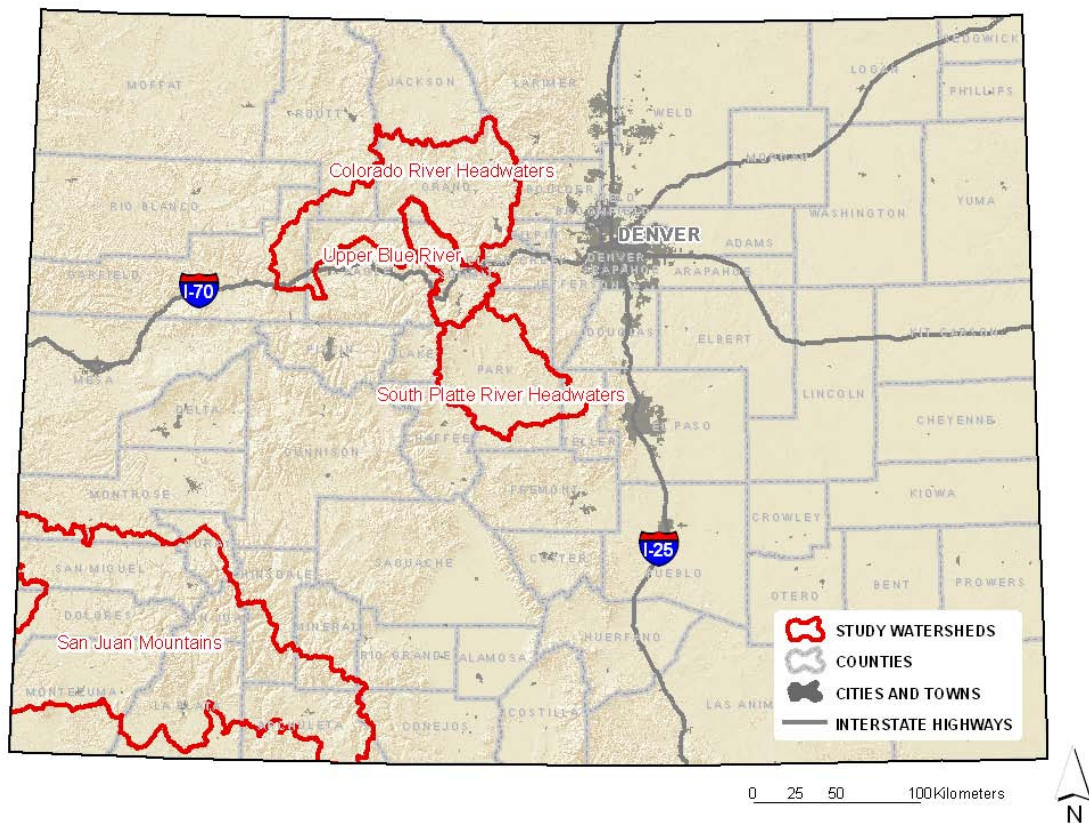 SEDGWICK
LOGAN
PHILLIPS
JACKSON
LARIMER
MOFFAT
ROUTT
WELD
MORGAN
Colorado River Headwaters
GRAND
BOULDER
RIO BLANCO
WASHINGTON
YUMA
DENVER
ADAMS
Upper Blue River
GARFIELD
DENVER
ARAPAHOE
ARAPAHOE
JEFFERSON
I-70
DOUGLAS
ELBERT
KIT CARSON
PITKIN
LAKE
PARK
MESA
South Platte River Headwaters
LINCOLN
DELTA
CHAFFEE
TELLER
EL PASO
CHEYENNE
GUNNISON
MONTROSE
FREMONT
KIOWA
CROWLEY
I-25
OURAY
SAN MIGUEL
HINSDALE
SAGUACHE
CUSTER
PUEBLO
BENT
PROWERS
OTERO
DOLORES
SAN JUAN
MINERAL
HUERFANO
San Juan Mountains
RIO GRANDE
ALAMOSA
MONTEZUMA
LA PLATA
ARCHULETA
CONEJOS
COSTILLA
LAS ANIM
STUDY WATERSHEDS
COUNTIES
CITIES AND TOWNS
INTERSTATE HIGHWAYS
0 25 50 100 Kilometers
N